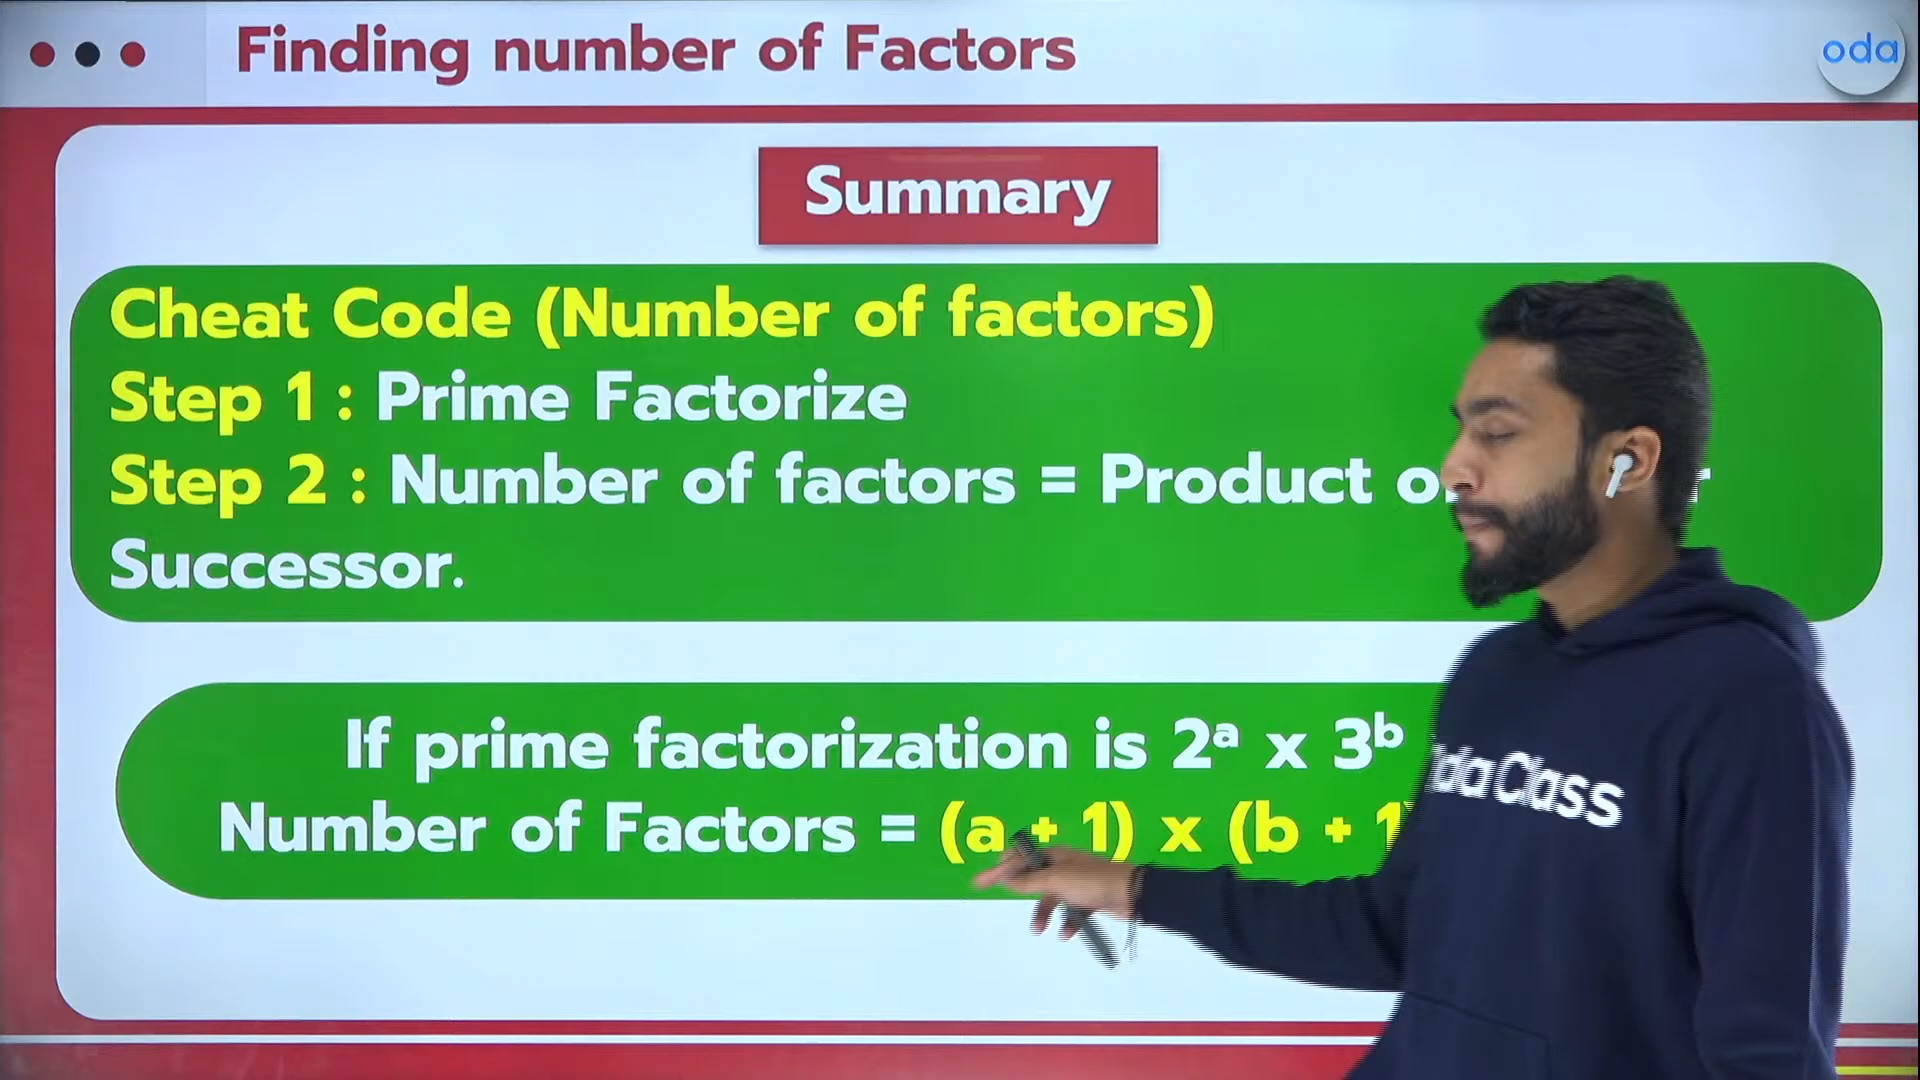 Finding number of Factors
oda
Summary
Cheat Code (Number of factors)
Step 1 : Prime Factorize
Step 2 : Number of factors = Product
Successor.
If prime factorization is 2ᵃ x 3ᵇ
Number of Factors = (a + 1) x (b + 1)
Class